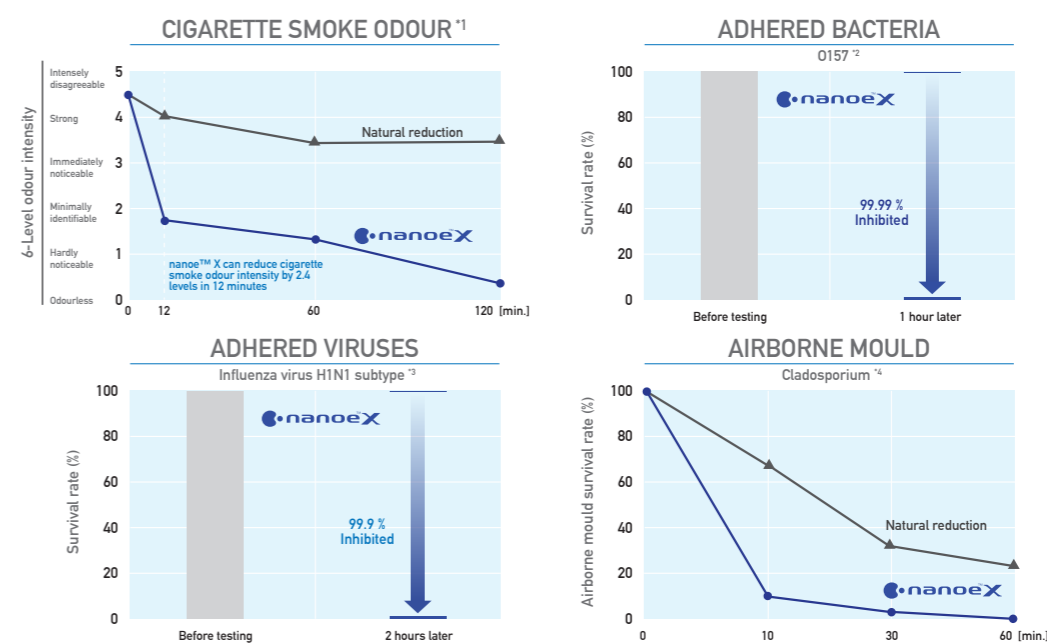 CIGARETTE SMOKE ODOUR *1
6-Level odour intensity
Intensely
disagreeable
Strong
Immediately
noticeable
Minimally
identifiable
Hardly
noticeable
Odourless
5
4
3
2
1
0
Natural reduction
nanoe™X
nanoe™ X can reduce cigarette
smoke odour intensity by 2.4
levels in 12 minutes
0 12 60 120 [min.]
ADHERED BACTERIA
O157 *2
Survival rate (%)
100
80
60
40
20
0
nanoe™X
99.99 %
Inhibited
Before testing 1 hour later
ADHERED VIRUSES
Influenza virus H1N1 subtype *3
Survival rate (%)
100
80
60
40
20
0
nanoe™X
99.9 %
Inhibited
Before testing 2 hours later
AIRBORNE MOULD
Cladosporium *4
Airborne mould survival rate (%)
100
80
60
40
20
0
Natural reduction
nanoe™X
0 10 30 60 [min.]